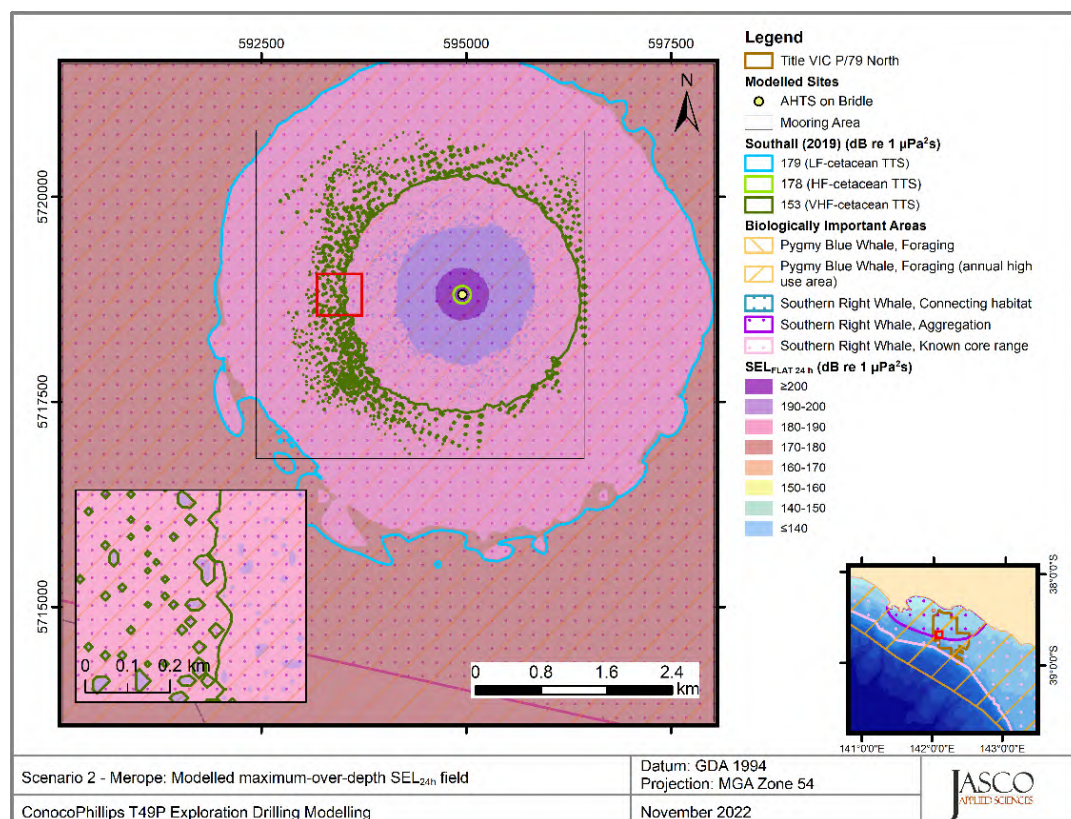 592500 595000 597500
5720000
5717500
5715000
N
0 0.1 0.2 km
0 0.8 1.6 2.4
km
Legend
Title VIC P/79 North
Modelled Sites
AHTS on Bridle
Mooring Area
Southall (2019) (dB re 1 µPa²s)
179 (LF-cetacean TTS)
178 (HF-cetacean TTS)
153 (VHF-cetacean TTS)
Biologically Important Areas
Pygmy Blue Whale, Foraging
Pygmy Blue Whale, Foraging (annual high
use area)
Southern Right Whale, Connecting habitat
Southern Right Whale, Aggregation
Southern Right Whale, Known core range
SELFLAT 24 h (dB re 1 µPa²s)
≥200
190-200
180-190
170-180
160-170
150-160
140-150
≤140
38°0'S
39°0'S
141°0'0"E 142°0'0"E 143°0'0"E
Scenario 2 - Merope: Modelled maximum-over-depth SEL24h field
ConocoPhillips T49P Exploration Drilling Modelling
Datum: GDA 1994
Projection: MGA Zone 54
November 2022
JASCO
APPLIED SCIENCES